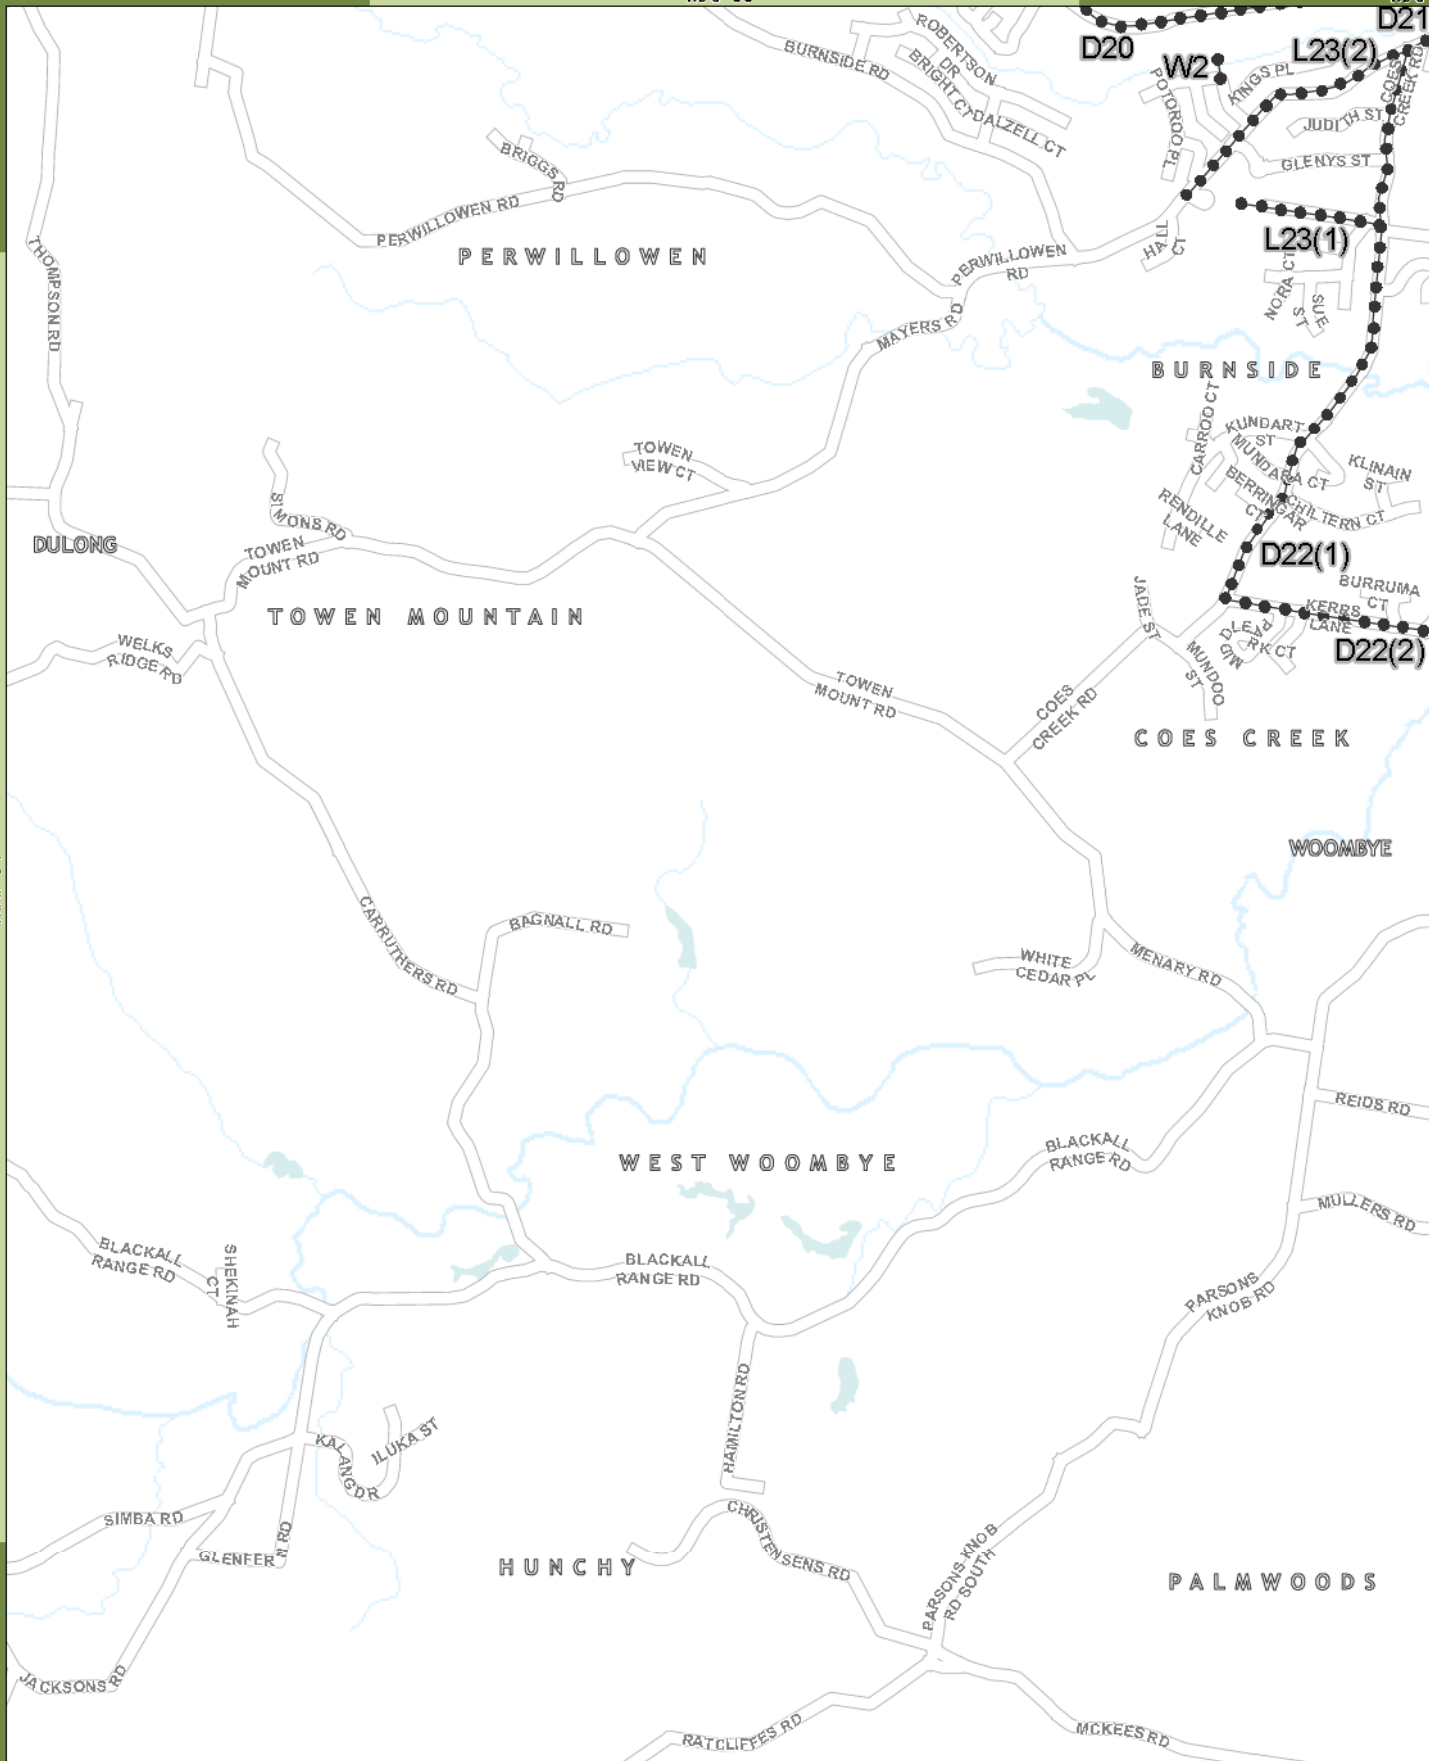 D21
D20
L23(2)
W2
ROBERTSON
DR
BURNSIDE RD
BRIGHT CT
DALZELL CT
POTOROO PL
KINGS PL
COES
CREEK RD
JUDITH ST
GLENYS ST
BRIGGS
RD
PERWILLOWEN RD
PERWILLOWEN
PERWILLOWEN
RD
HALL
CT
L23(1)
THOMPSON RD
NORA CT
SUE
ST
MAYERS RD
BURNSIDE
CARROO CT
KUNDART
ST
MUNDARA CT
KLINAIN
ST
TOWEN
VIEW CT
BERRINGAR
CT
CHILTERN CT
RENDILLE
LANE
SIMONS RD
DULONG
TOWEN
MOUNT RD
D22(1)
BURRUMA
CT
JADE ST
KERRS
LANE
TOWEN MOUNTAIN
MIDDLE PARK CT
D22(2)
WELKS
RIDGE RD
MUNDOO
ST
TOWEN
MOUNT RD
COES
CREEK RD
COES CREEK
WOOMBYE
CARRUTHERS RD
BAGNALL RD
WHITE
CEDAR PL
MENARY RD
REIDS RD
WEST WOOMBYE
BLACKALL
RANGE RD
MULLERS RD
BLACKALL
RANGE RD
SHEKINAH
CT
BLACKALL
RANGE RD
PARSONS
KNOB RD
HAMILTON RD
KALANG DR
ILUKA ST
SIMBA RD
GLENFERN RD
CHRISTENSENS RD
HUNCHY
PARSONS KNOB
RD SOUTH
PALMWOODS
JACKSONS RD
RATCLIFFES RD
MCKEES RD